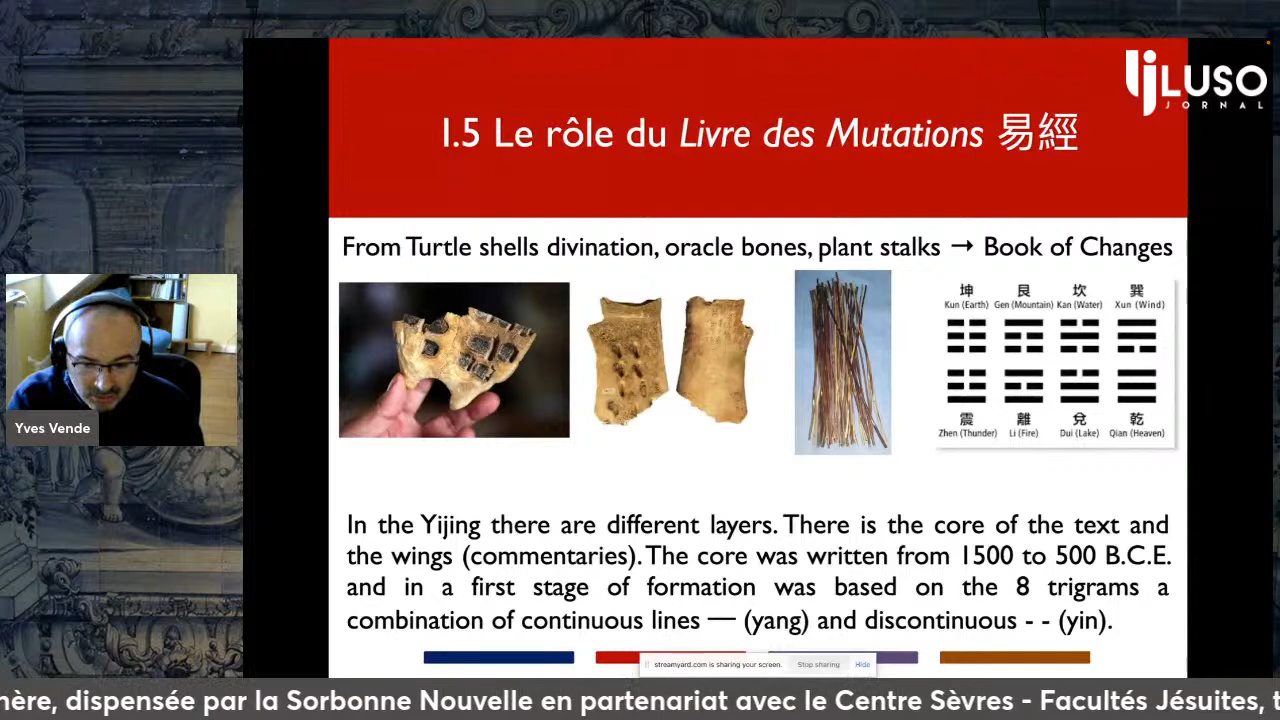 LUSO
JORNAL
1.5 Le rôle du Livre des Mutations 易經
From Turtle shells divination, oracle bones, plant stalks → Book of Changes
坤 艮 坎 巽
Kun (Earth) Gen (Mountain) Kan (Water) Xun (Wind)
震 離 兌 乾
Zhen (Thunder) Li (Fire) Dui (Lake) Qian (Heaven)
Yves Vende
In the Yijing there are different layers. There is the core of the text and
the wings (commentaries). The core was written from 1500 to 500 B.C.E.
and in a first stage of formation was based on the 8 trigrams a
combination of continuous lines — (yang) and discontinuous - - (yin).
streamyard.com is sharing your screen. Stop sharing Hide
hère, dispensée par la Sorbonne Nouvelle en partenariat avec le Centre Sèvres - Facultés Jésuites, t